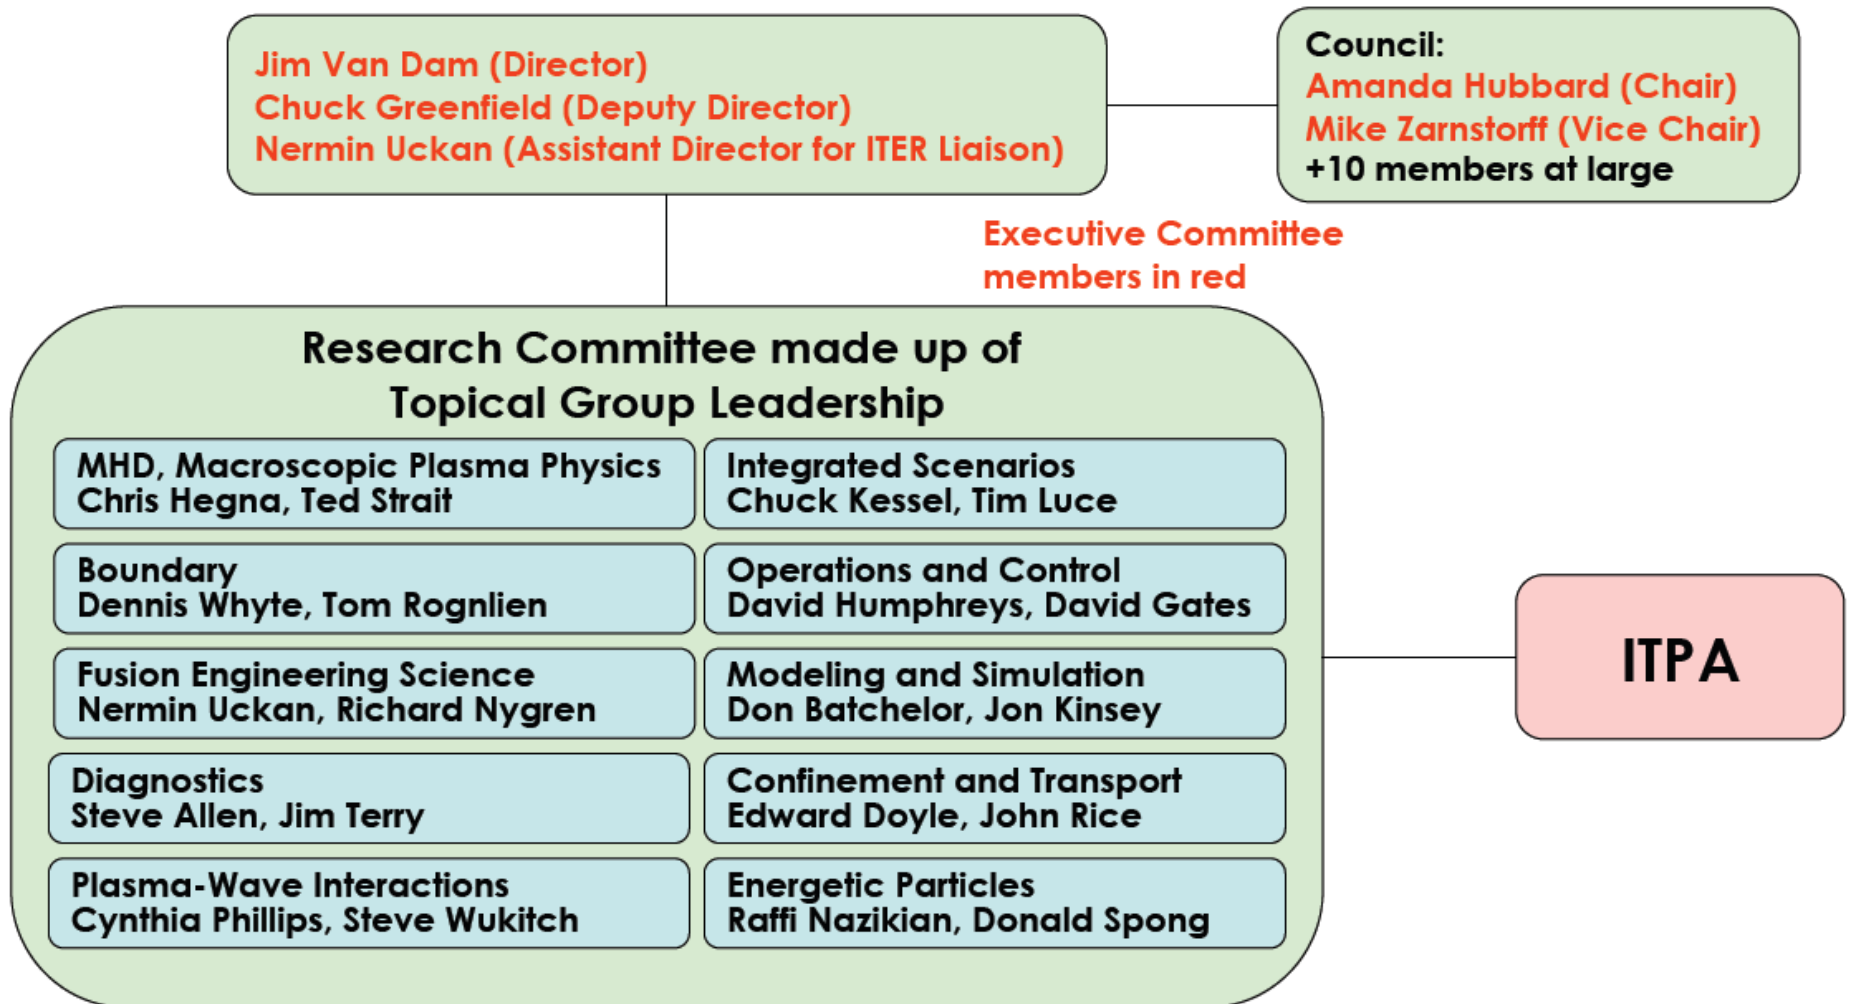 Jim Van Dam (Director)
Chuck Greenfield (Deputy Director)
Nermin Uckan (Assistant Director for ITER Liaison)
Council:
Amanda Hubbard (Chair)
Mike Zarnstorff (Vice Chair)
+10 members at large
Executive Committee
members in red
Research Committee made up of
Topical Group Leadership
MHD, Macroscopic Plasma Physics
Chris Hegna, Ted Strait
Integrated Scenarios
Chuck Kessel, Tim Luce
Boundary
Dennis Whyte, Tom Rognlien
Operations and Control
David Humphreys, David Gates
Fusion Engineering Science
Nermin Uckan, Richard Nygren
Modeling and Simulation
Don Batchelor, Jon Kinsey
Diagnostics
Steve Allen, Jim Terry
Confinement and Transport
Edward Doyle, John Rice
Plasma-Wave Interactions
Cynthia Phillips, Steve Wukitch
Energetic Particles
Raffi Nazikian, Donald Spong
ITPA